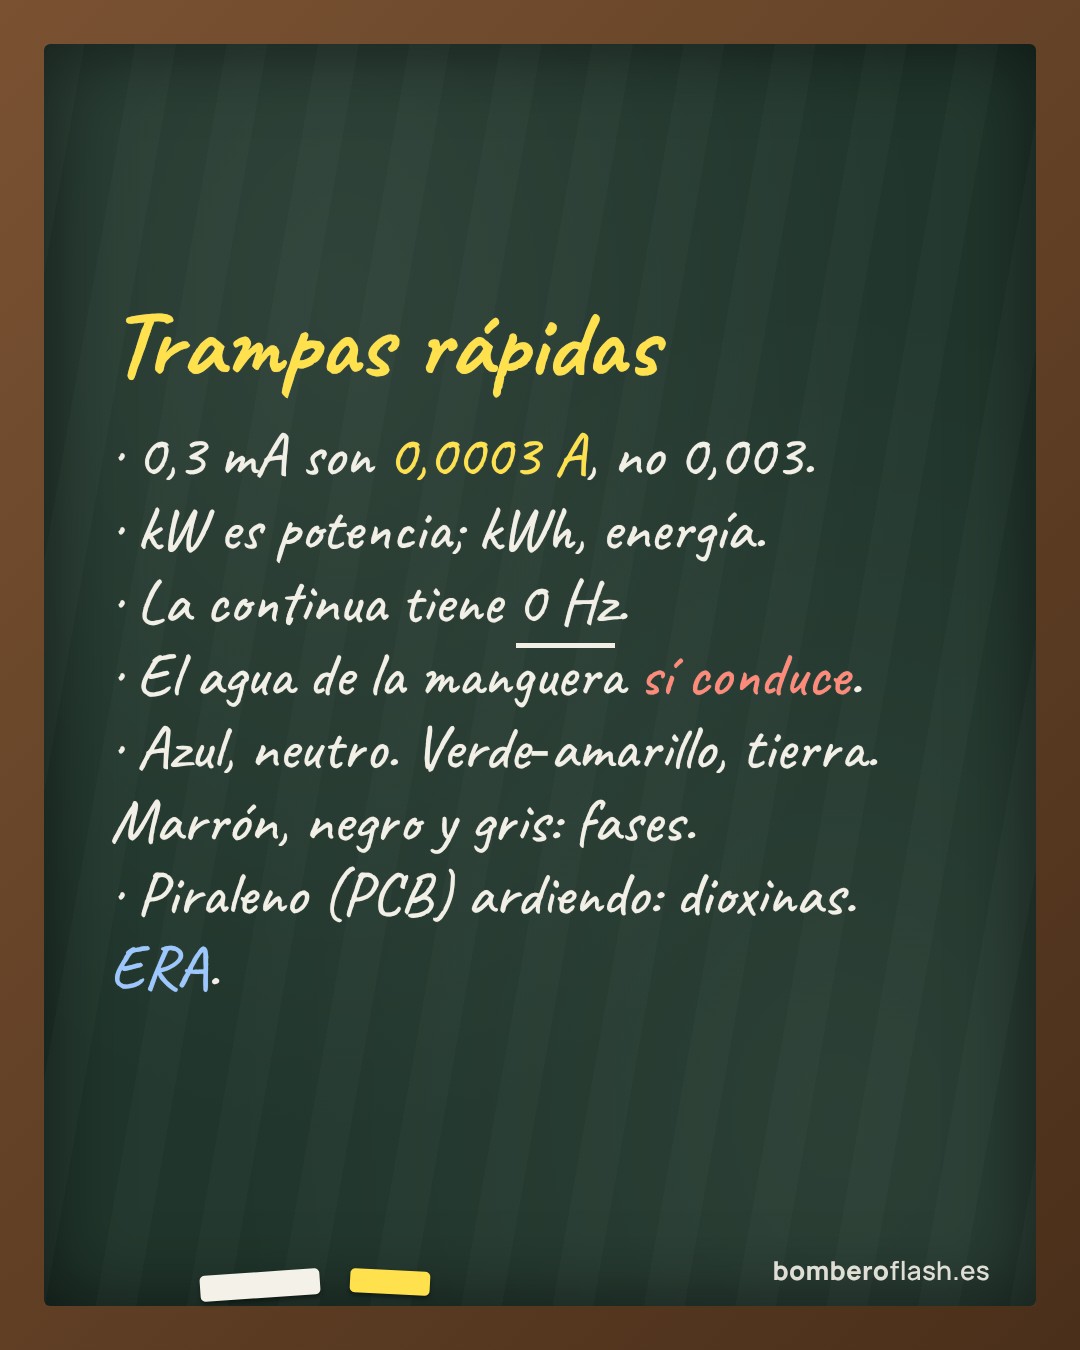 Trampas rápidas
· 0,3 mA son 0,0003 A, no 0,003.
· kW es potencia; kWh, energía.
· La continua tiene 0 Hz.
· El agua de la manguera sí conduce.
· Azul, neutro. Verde-amarillo, tierra.
Marrón, negro y gris: fases.
· Piraleno (PCB) ardiendo: dioxinas.
ERA.
bomberoflash.es